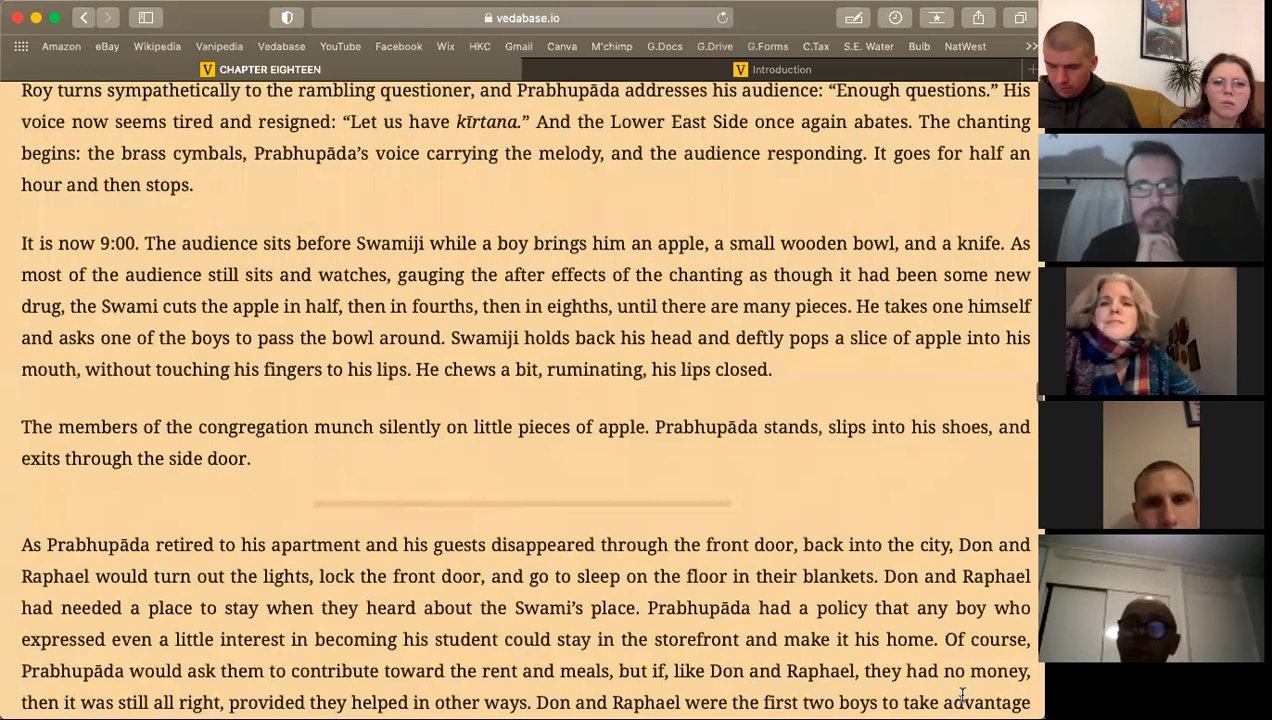 vedabase.io
Amazon eBay Wikipedia Vanipedia Vedabase YouTube Facebook Wix HKC Gmail Canva M'chimp G.Docs G.Drive G.Forms C.Tax S.E. Water Bulb NatWest >>
V CHAPTER EIGHTEEN V Introduction +
Roy turns sympathetically to the rambling questioner, and Prabhupāda addresses his audience: “Enough questions.” His
voice now seems tired and resigned: “Let us have kīrtana.” And the Lower East Side once again abates. The chanting
begins: the brass cymbals, Prabhupāda’s voice carrying the melody, and the audience responding. It goes for half an
hour and then stops.
It is now 9:00. The audience sits before Swamiji while a boy brings him an apple, a small wooden bowl, and a knife. As
most of the audience still sits and watches, gauging the after effects of the chanting as though it had been some new
drug, the Swami cuts the apple in half, then in fourths, then in eighths, until there are many pieces. He takes one himself
and asks one of the boys to pass the bowl around. Swamiji holds back his head and deftly pops a slice of apple into his
mouth, without touching his fingers to his lips. He chews a bit, ruminating, his lips closed.
The members of the congregation munch silently on little pieces of apple. Prabhupāda stands, slips into his shoes, and
exits through the side door.
As Prabhupāda retired to his apartment and his guests disappeared through the front door, back into the city, Don and
Raphael would turn out the lights, lock the front door, and go to sleep on the floor in their blankets. Don and Raphael
had needed a place to stay when they heard about the Swami’s place. Prabhupāda had a policy that any boy who
expressed even a little interest in becoming his student could stay in the storefront and make it his home. Of course,
Prabhupāda would ask them to contribute toward the rent and meals, but if, like Don and Raphael, they had no money,
then it was still all right, provided they helped in other ways. Don and Raphael were the first two boys to take advantage